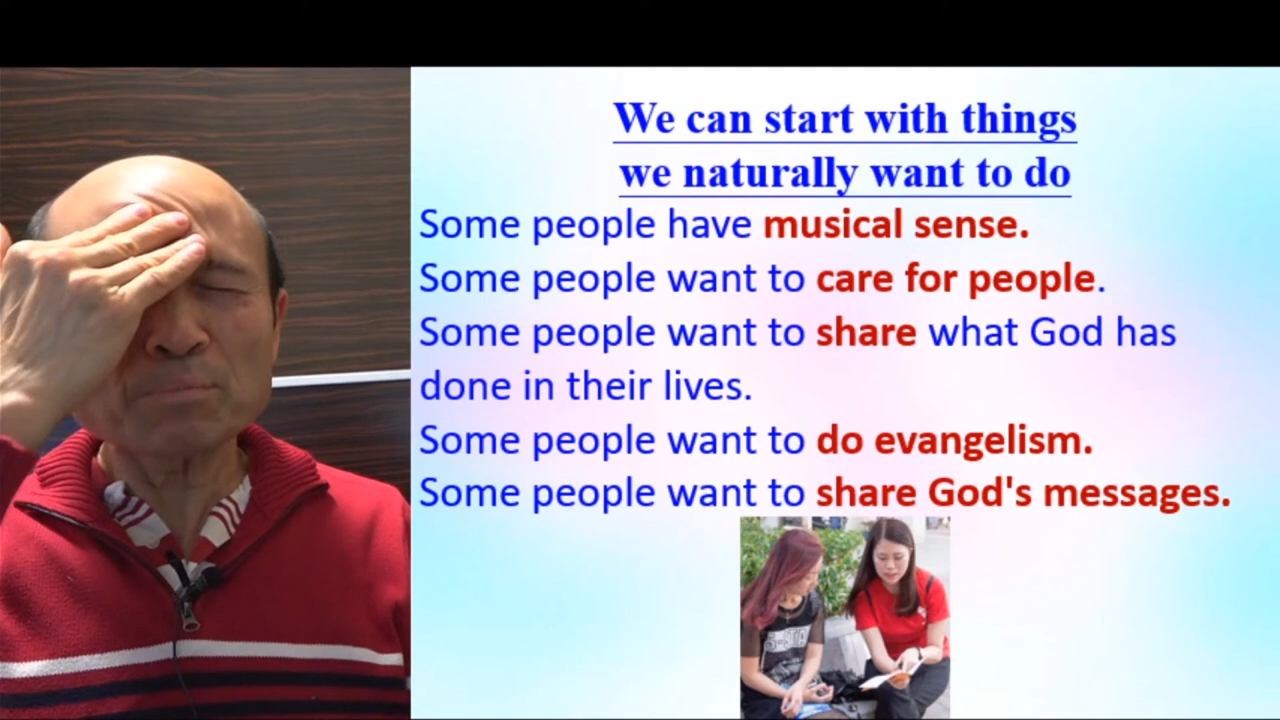 We can start with things
we naturally want to do
Some people have musical sense.
Some people want to care for people.
Some people want to share what God has
done in their lives.
Some people want to do evangelism.
Some people want to share God's messages.